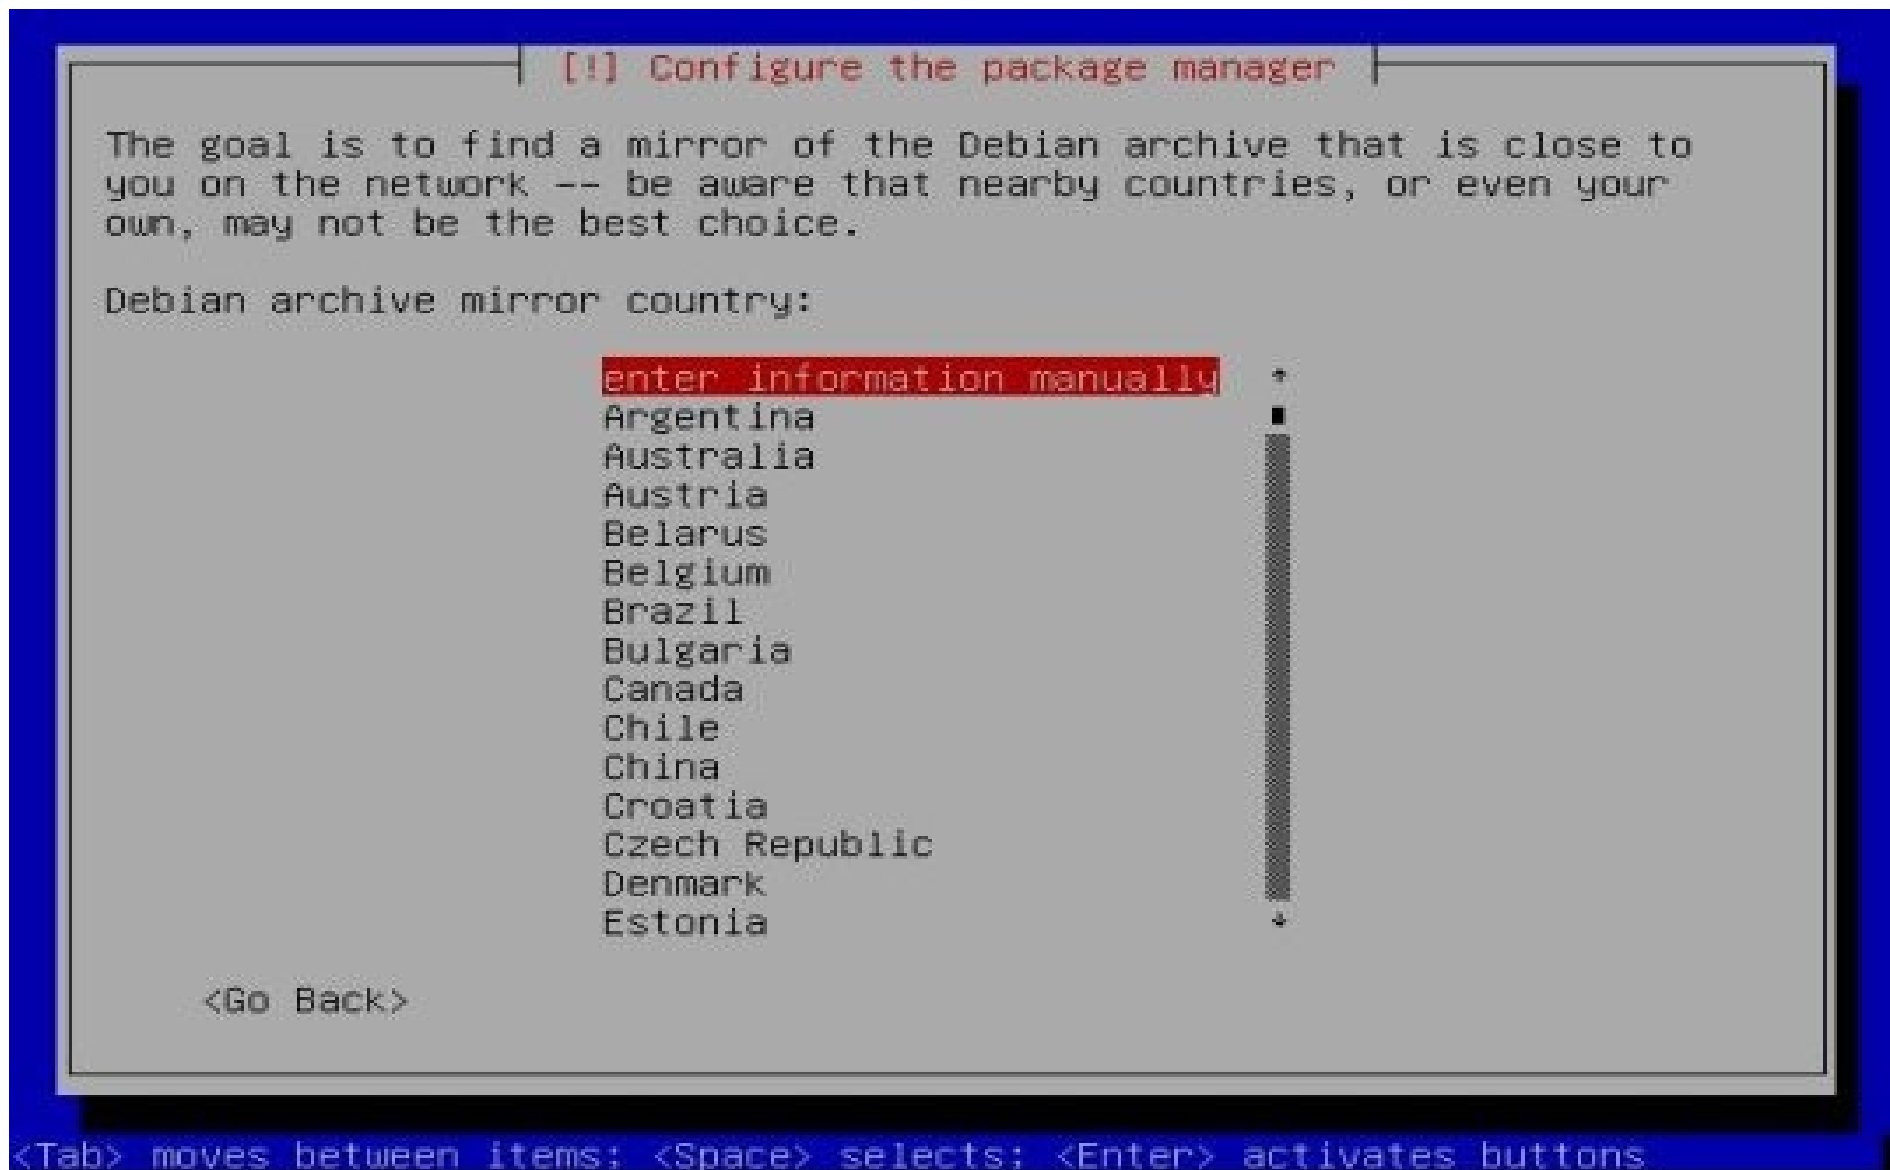 [!] Configure the package manager
The goal is to find a mirror of the Debian archive that is close to
you on the network -- be aware that nearby countries, or even your
own, may not be the best choice.
Debian archive mirror country:
enter information manually
Argentina
Australia
Austria
Belarus
Belgium
Brazil
Bulgaria
Canada
Chile
China
Croatia
Czech Republic
Denmark
Estonia
<Go Back>
<Tab> moves between items; <Space> selects; <Enter> activates buttons